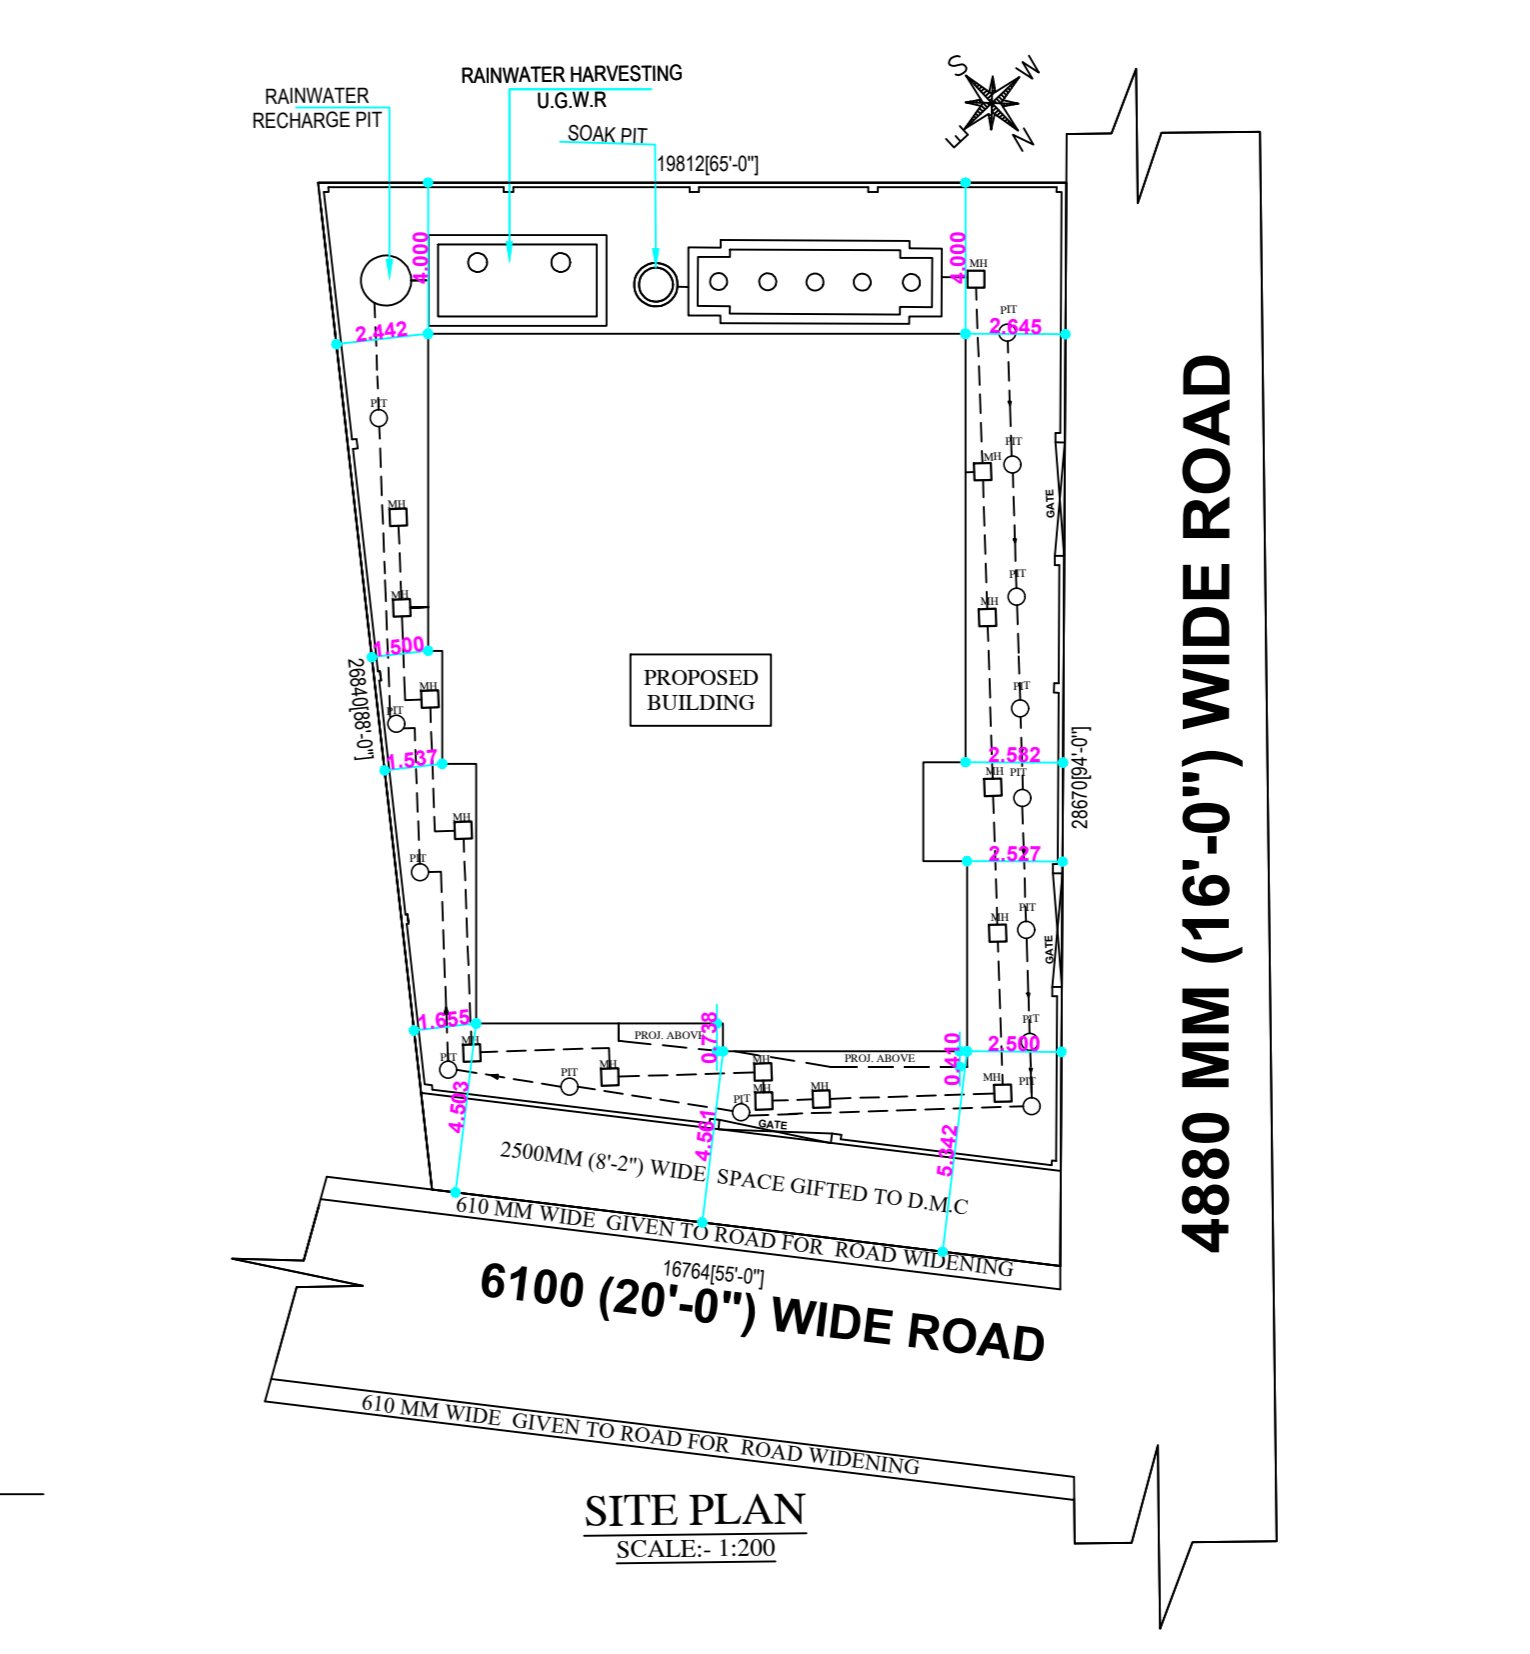 RAINWATER HARVESTING
U.G.W.R
RAINWATER
RECHARGE PIT
SOAK PIT
19812[65'-0"]
S
W
E
N
4.000
4.000
MH
PIT
2.442
2.645
PIT
PIT
MH
GATE
MH
MH
PIT
MH
1.500
26840[88'-0"]
PROPOSED
BUILDING
MH
PIT
PIT
1.537
2.582
28670[94'-0"]
MH
PIT
MH
PIT
2.527
MH
PIT
GATE
1.655
PROJ. ABOVE
0.738
PROJ. ABOVE
0.410
PIT
2.500
PIT
PIT
MH
MH
MH
MH
MH
PIT
PIT
4.503
4.561
GATE
5.342
2500MM (8'-2") WIDE SPACE GIFTED TO D.M.C
610 MM WIDE GIVEN TO ROAD FOR ROAD WIDENING
16764[55'-0"]
6100 (20'-0") WIDE ROAD
4880 MM (16'-0") WIDE ROAD
610 MM WIDE GIVEN TO ROAD FOR ROAD WIDENING
SITE PLAN
SCALE:- 1:200